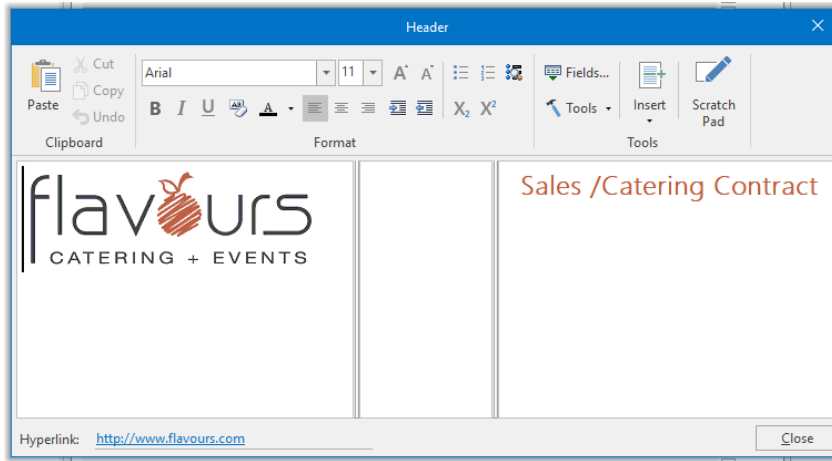 Header
Cut
Copy
Undo
Paste
Clipboard
Arial
11
A A
B I U A X₂ X²
Format
Fields...
Tools
Insert
Scratch
Pad
Tools
flavours
CATERING + EVENTS
Sales /Catering Contract
Hyperlink: http://www.flavours.com
Close